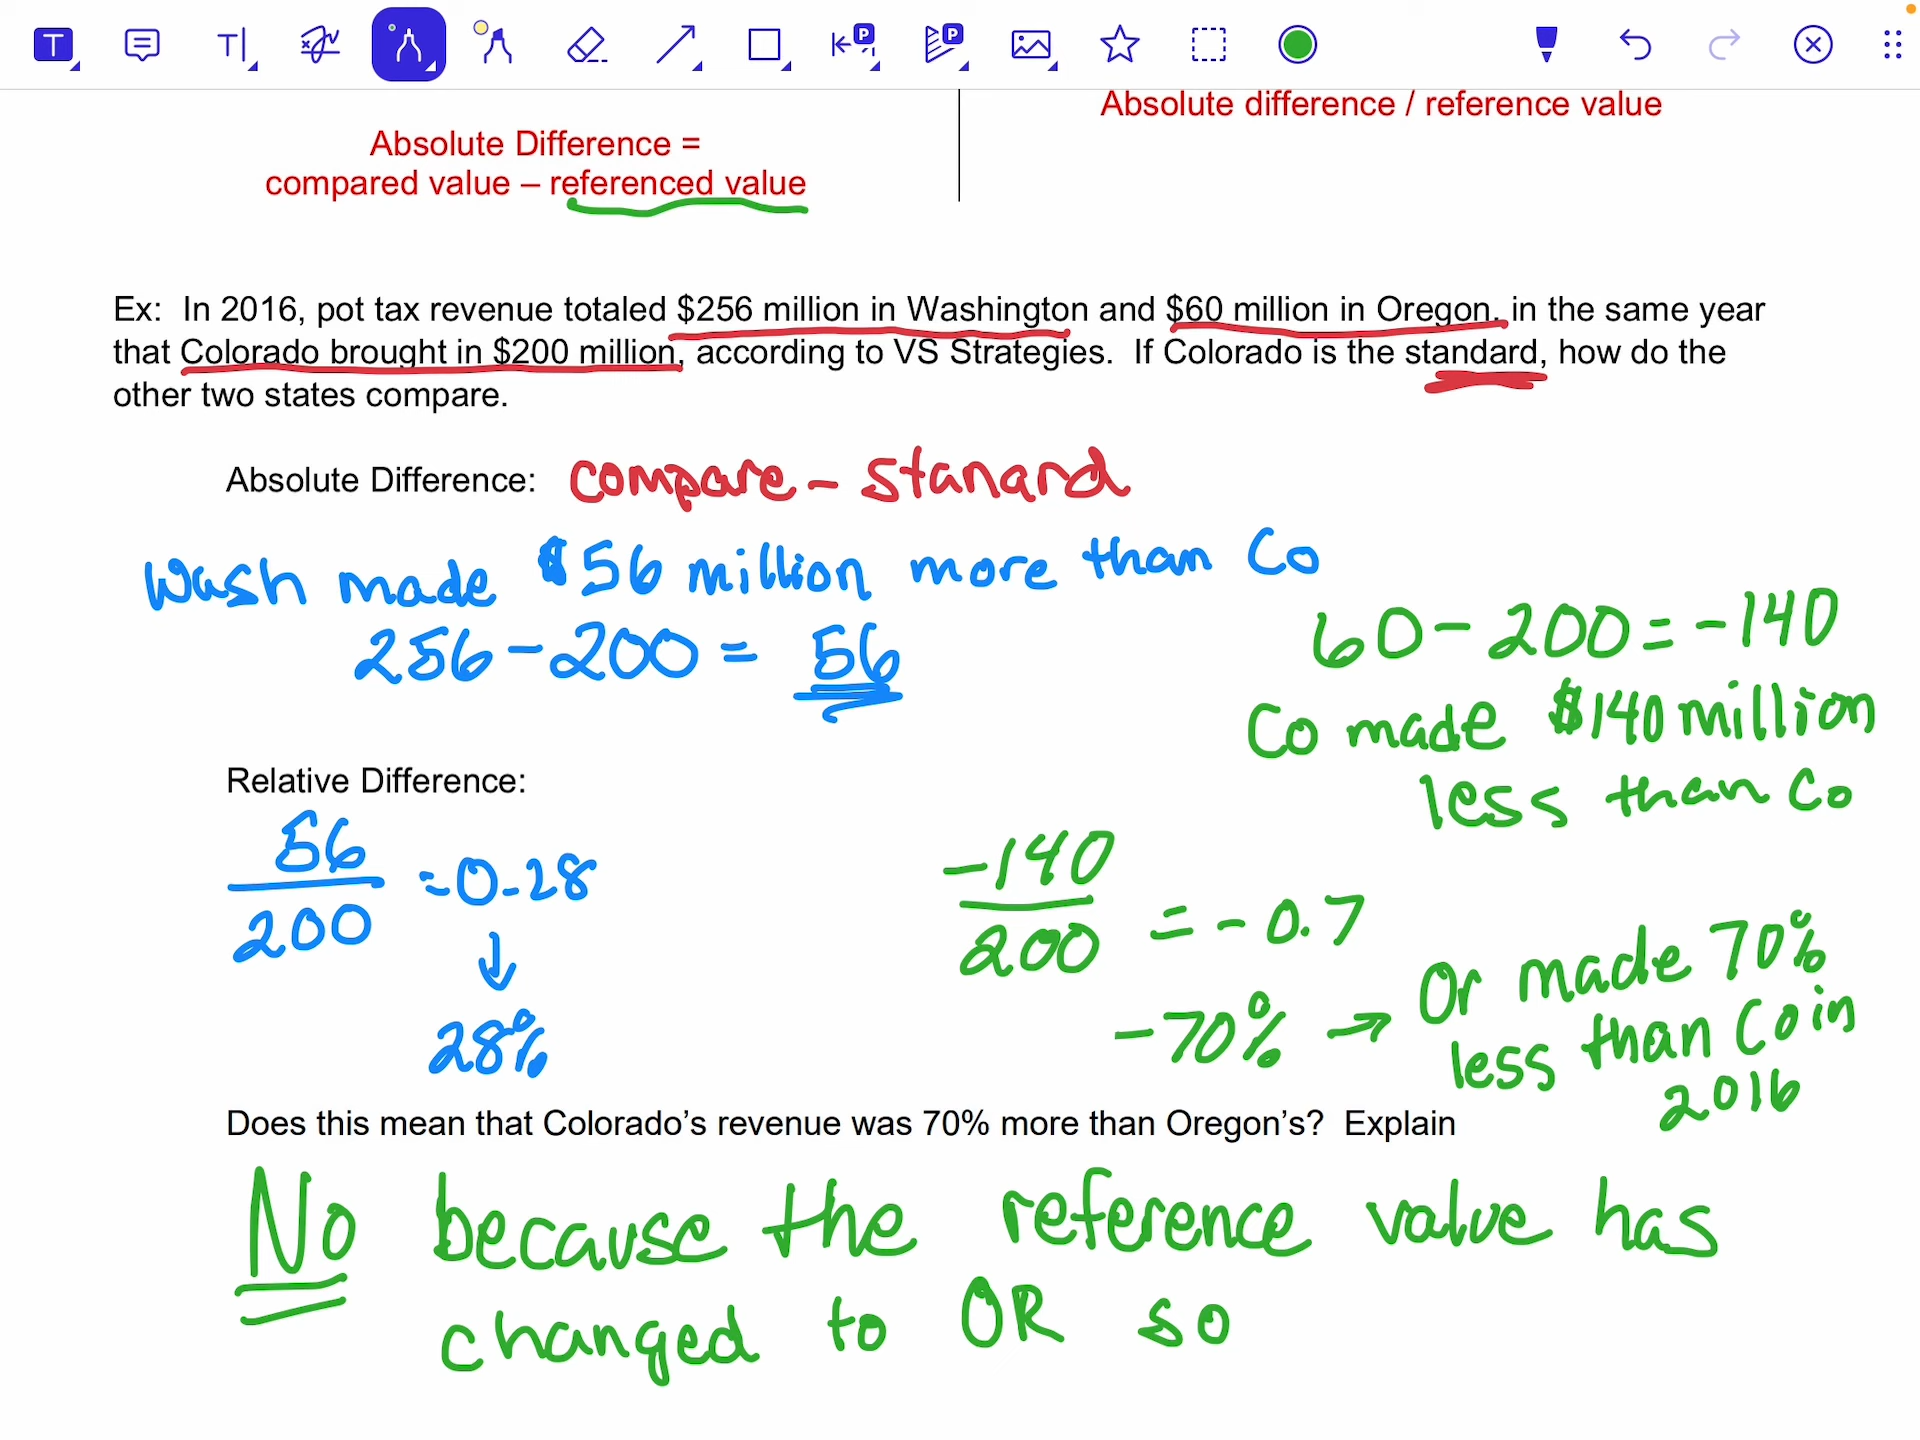 Absolute difference / reference value
Absolute Difference =
compared value – referenced value
Ex: In 2016, pot tax revenue totaled $256 million in Washington and $60 million in Oregon. in the same year
that Colorado brought in $200 million, according to VS Strategies. If Colorado is the standard, how do the
other two states compare.
Absolute Difference: compare - stanard
Wash made $56 million more than Co
256 - 200 = 56
60 - 200 = -140
Co made $140 million
less than Co
Relative Difference:
56
200
= 0.28
↓
28%
-140
200
= -0.7
-70% → Or made 70%
less than Co in
2016
Does this mean that Colorado's revenue was 70% more than Oregon's? Explain
No because the reference value has
changed to OR so